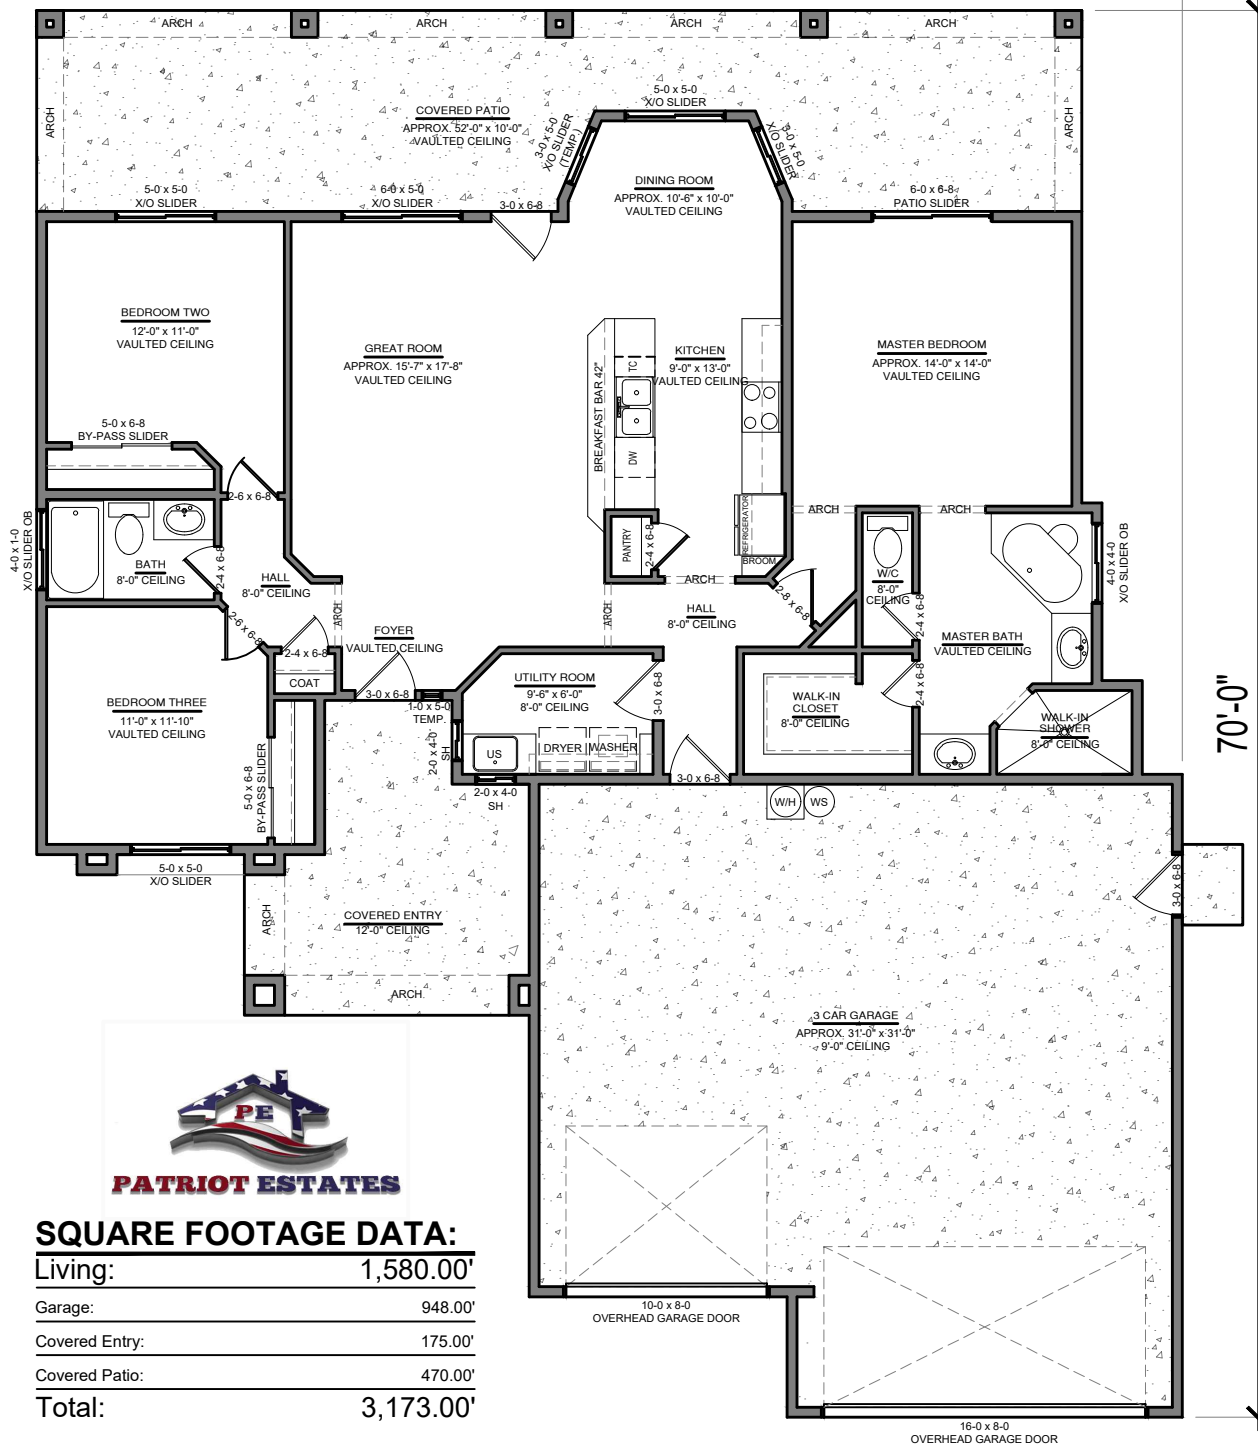 ARCH
ARCH
ARCH
ARCH
ARCH
ARCH
COVERED PATIO
APPROX. 52'-0" x 10'-0"
VAULTED CEILING
5-0 x 5-0
X/O SLIDER
3-0 x 5-0
X/O SLIDER
(TEMP.)
3-0 x 5-0
X/O SLIDER
5-0 x 5-0
X/O SLIDER
6-0 x 5-0
X/O SLIDER
3-0 x 6-8
DINING ROOM
APPROX. 10'-6" x 10'-0"
VAULTED CEILING
6-0 x 6-8
PATIO SLIDER
BEDROOM TWO
12'-0" x 11'-0"
VAULTED CEILING
GREAT ROOM
APPROX. 15'-7" x 17'-8"
VAULTED CEILING
KITCHEN
9'-0" x 13'-0"
VAULTED CEILING
MASTER BEDROOM
APPROX. 14'-0" x 14'-0"
VAULTED CEILING
BREAKFAST BAR 42"
TC
DW
5-0 x 6-8
BY-PASS SLIDER
2-6 x 6-8
4-0 x 1-0
X/O SLIDER OB
BATH
8'-0" CEILING
2-4 x 6-8
HALL
8'-0" CEILING
PANTRY
2-4 x 6-8
REFRIGERATOR
BROOM
ARCH
ARCH
ARCH
W/C
8'-0"
CEILING
2-4 x 6-8
4-0 x 4-0
X/O SLIDER OB
2-6 x 6-8
ARCH
FOYER
VAULTED CEILING
ARCH
HALL
8'-0" CEILING
2-8 x 6-8
MASTER BATH
VAULTED CEILING
2-4 x 6-8
COAT
3-0 x 6-8
1-0 x 5-0
TEMP.
UTILITY ROOM
9'-6" x 6'-0"
8'-0" CEILING
3-0 x 6-8
WALK-IN
CLOSET
8'-0" CEILING
2-4 x 6-8
WALK-IN
SHOWER
8'-0" CEILING
70'-0"
BEDROOM THREE
11'-0" x 11'-10"
VAULTED CEILING
5-0 x 6-8
BY-PASS SLIDER
2-0 x 4-0
SH
US
DRYER
WASHER
2-0 x 4-0
SH
3-0 x 6-8
W/H
WS
5-0 x 5-0
X/O SLIDER
3-0 x 6-8
ARCH
COVERED ENTRY
12'-0" CEILING
ARCH
3 CAR GARAGE
APPROX. 31'-0" x 31'-0"
9'-0" CEILING
PE
PATRIOT ESTATES
SQUARE FOOTAGE DATA:
Living: 1,580.00'
Garage: 948.00'
Covered Entry: 175.00'
Covered Patio: 470.00'
Total: 3,173.00'
10-0 x 8-0
OVERHEAD GARAGE DOOR
16-0 x 8-0
OVERHEAD GARAGE DOOR